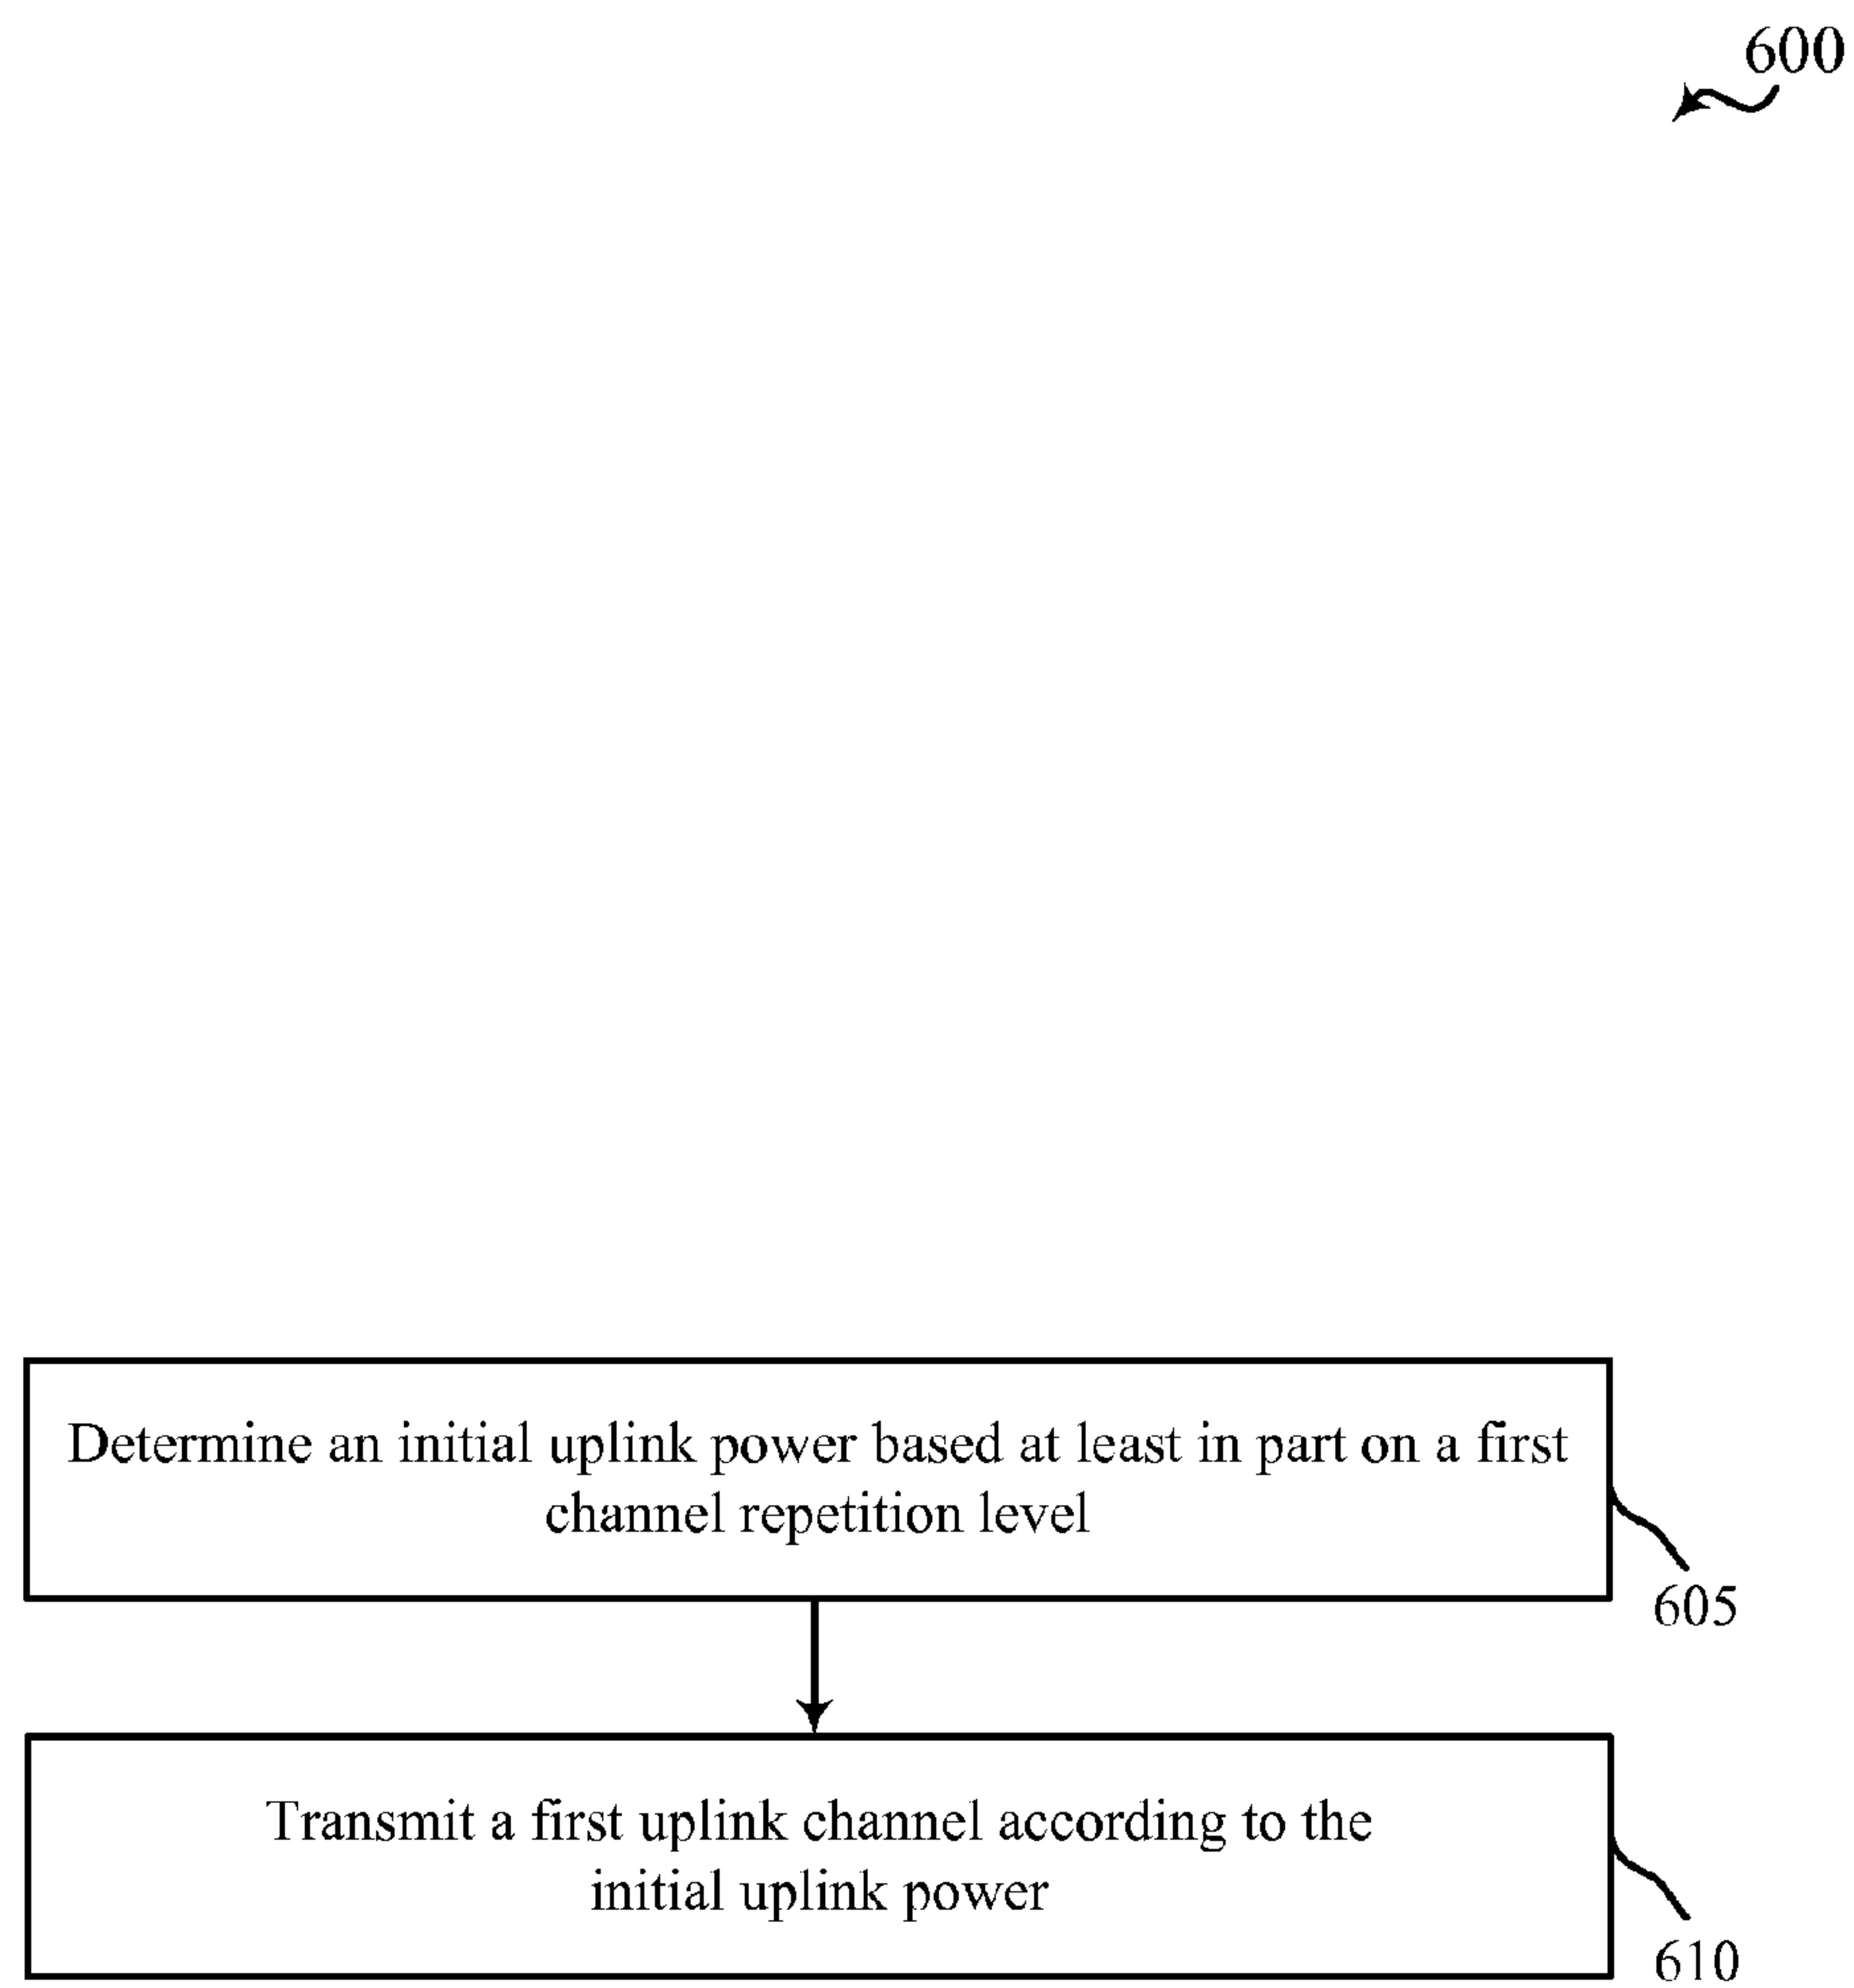 600
Determine an initial uplink power based at least in part on a first
channel repetition level
605
Transmit a first uplink channel according to the
initial uplink power
610